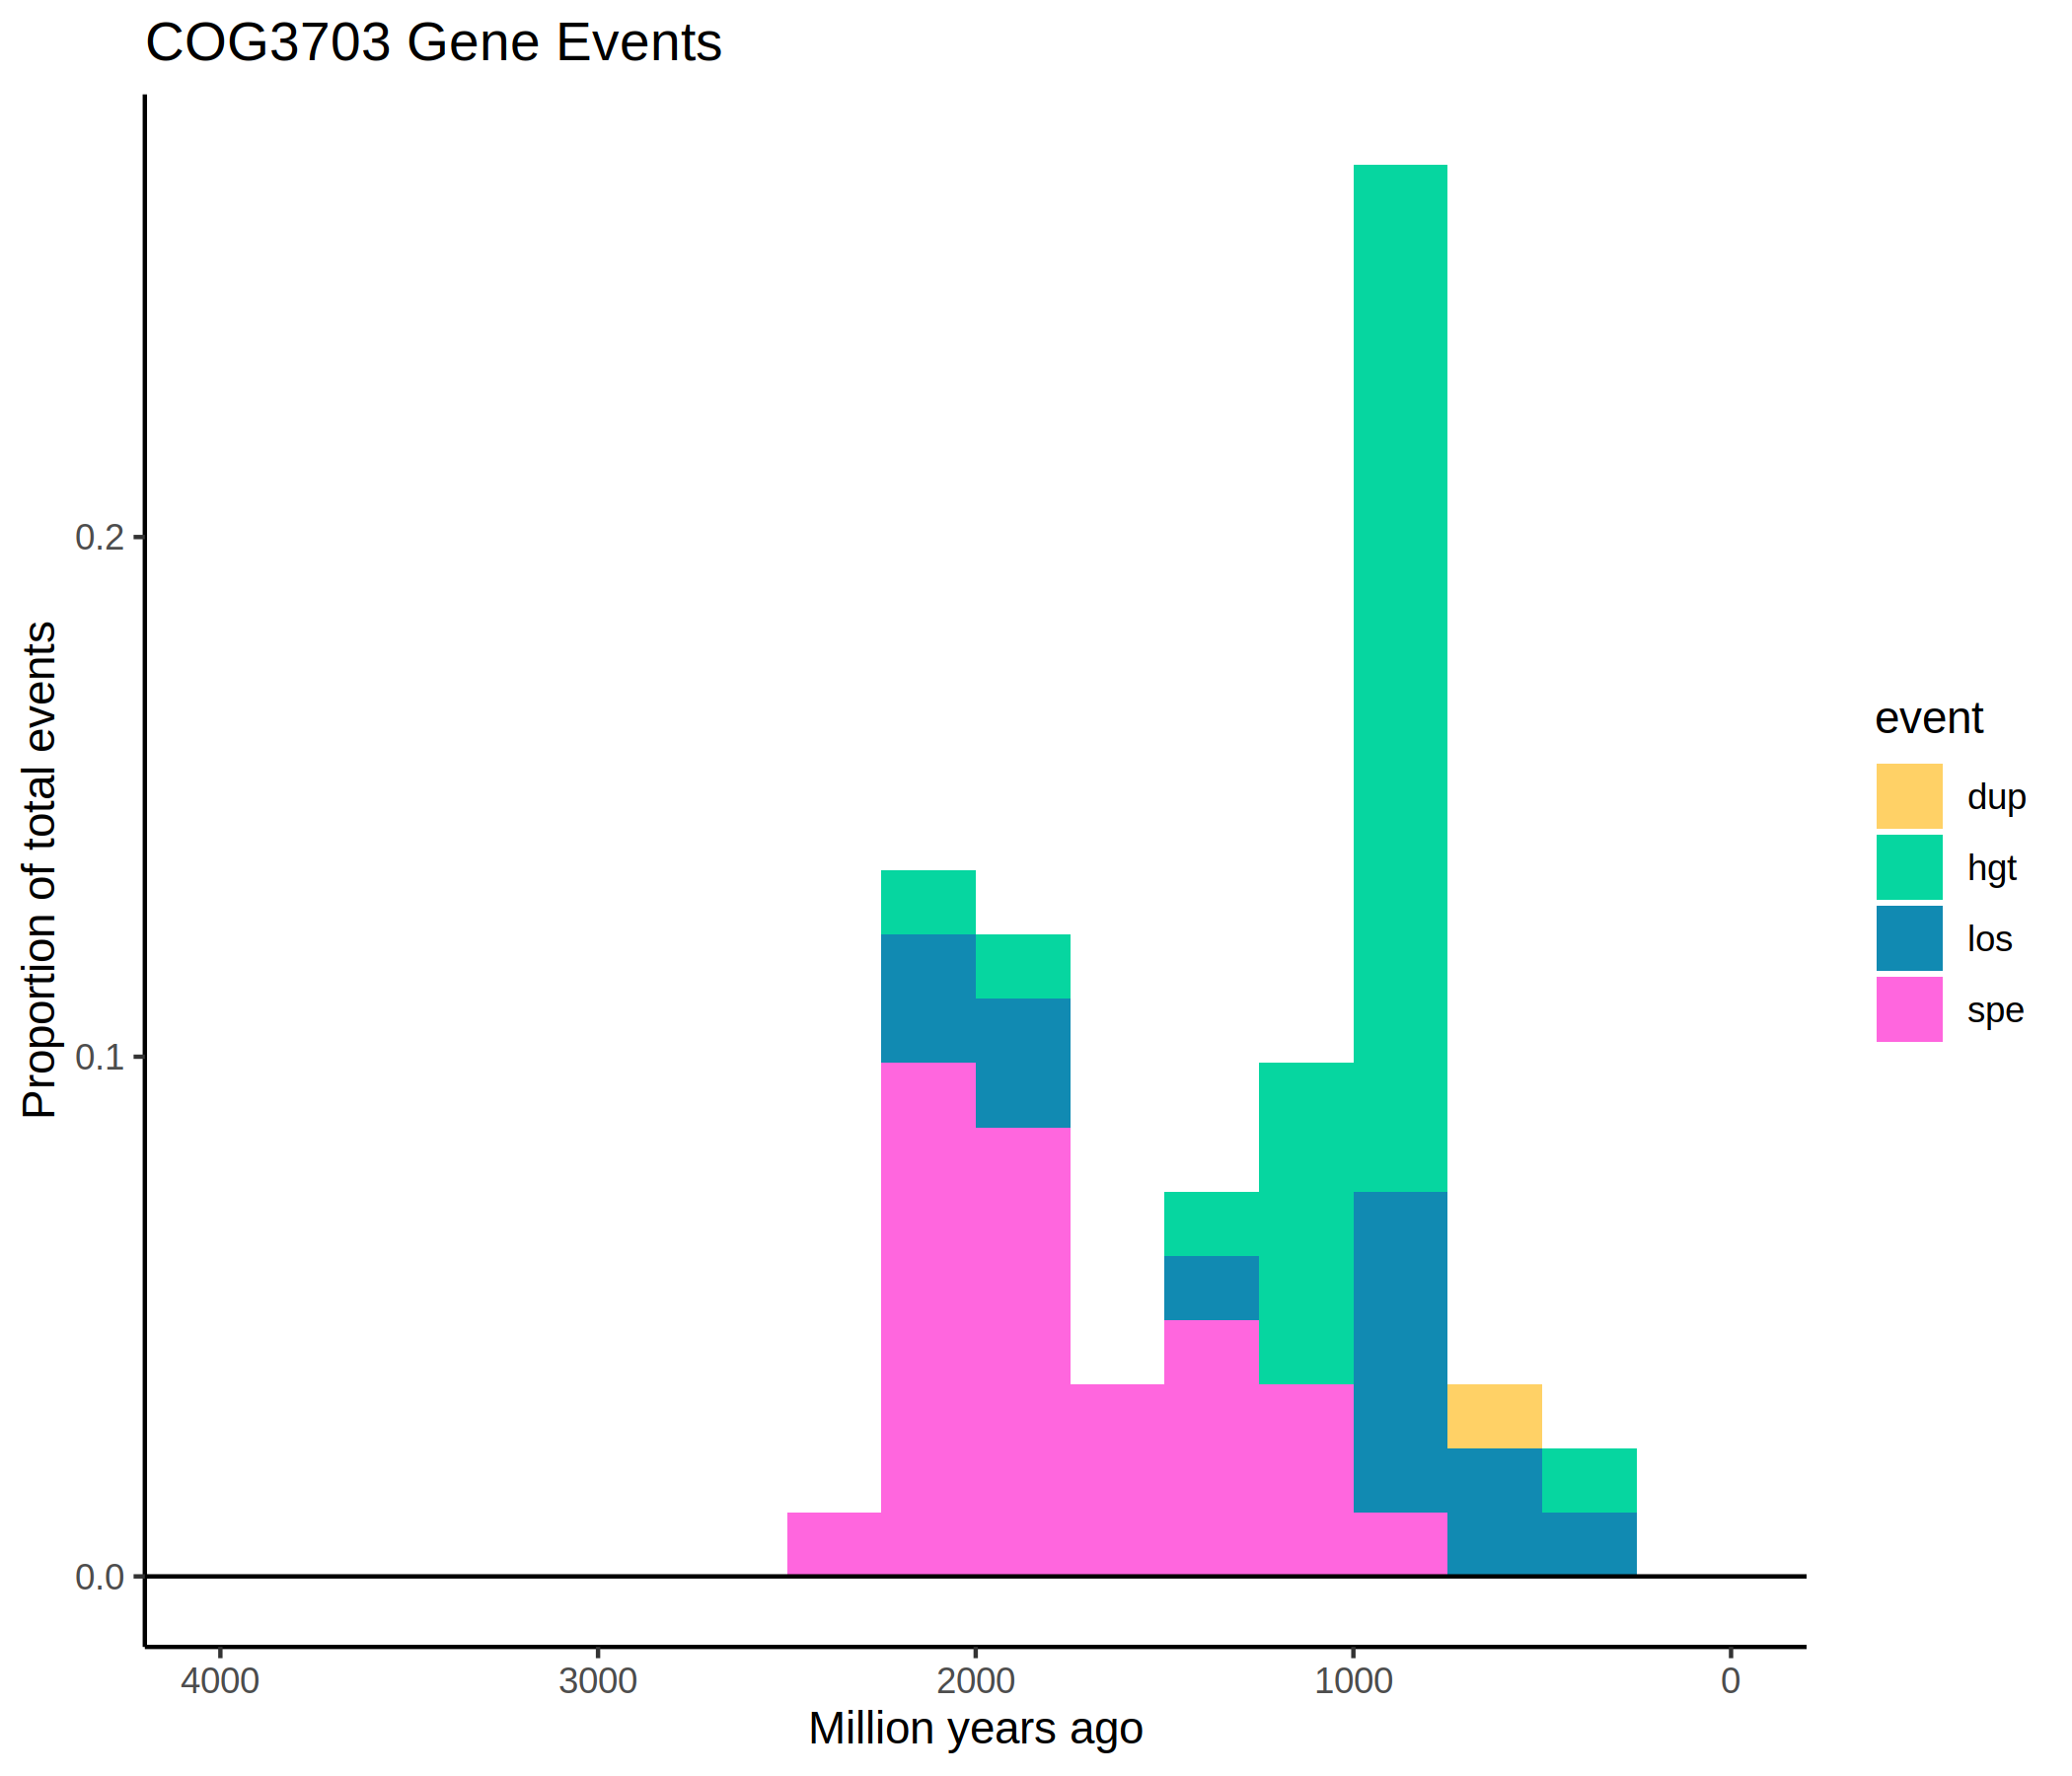 COG3703 Gene Events
Proportion of total events
0.2
0.1
0.0
4000 3000 2000 1000 0
Million years ago
event
dup
hgt
los
spe